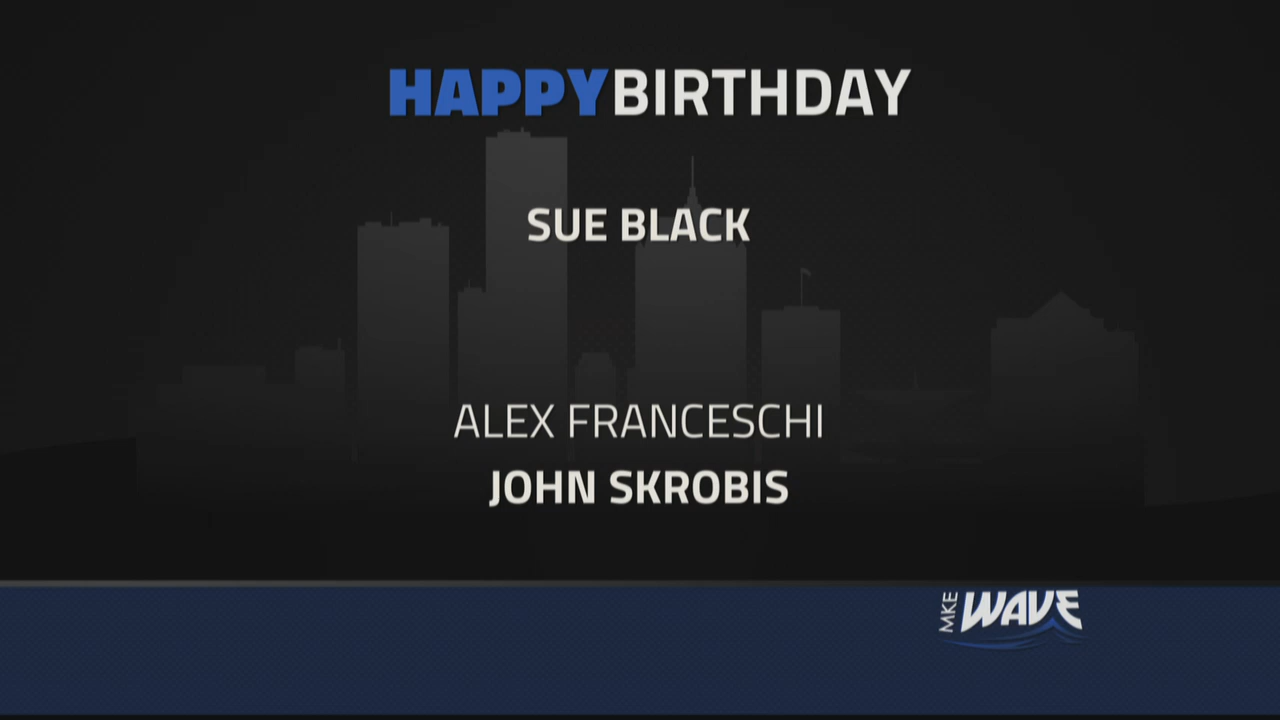 HAPPYBIRTHDAY
SUE BLACK
ALEX FRANCESCHI
JOHN SKROBIS
MKE WAVE